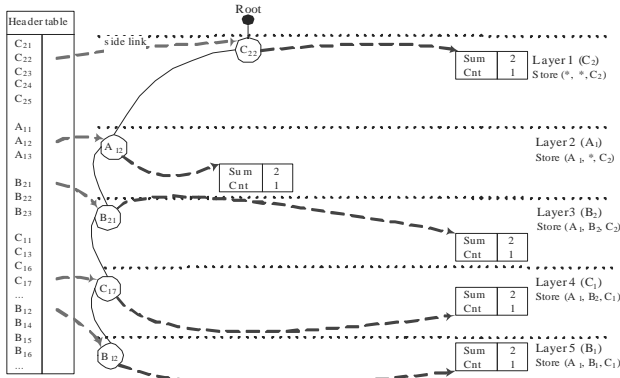 Root
Header table
side link
C21
C22
C23
C24
C25
A11
A12
A13
B21
B22
B23
C11
C13
C16
C17
...
B12
B14
B15
B16
...
C22
Sum 2
Cnt 1
Layer 1 (C2)
Store (*, *, C2)
A12
Sum 2
Cnt 1
Layer 2 (A1)
Store (A1, *, C2)
B21
Sum 2
Cnt 1
Layer3 (B2)
Store (A1, B2, C2)
C17
Sum 2
Cnt 1
Layer 4 (C1)
Store (A1, B2, C1)
B12
Sum 2
Cnt 1
Layer 5 (B1)
Store (A1, B1, C1)